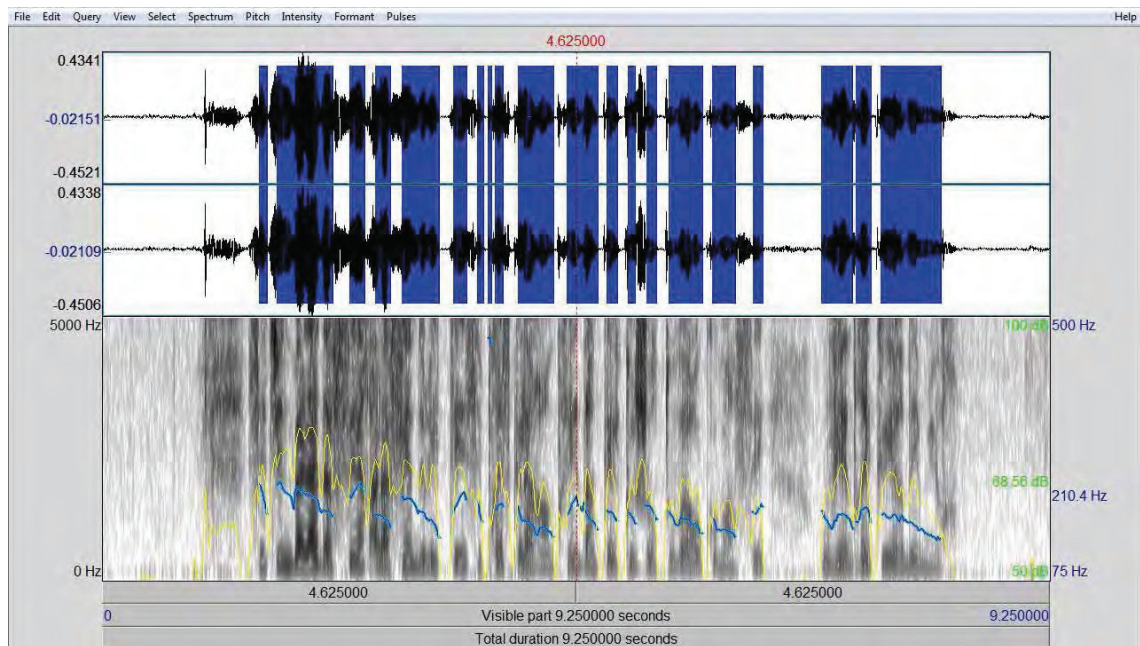 File Edit Query View Select Spectrum Pitch Intensity Formant Pulses Help
4.625000
0.4341
-0.02151
-0.4521
0.4338
-0.02109
-0.4506
5000 Hz 100 dB 500 Hz
68.56 dB 210.4 Hz
0 Hz 50 dB 75 Hz
4.625000 4.625000
0 Visible part 9.250000 seconds 9.250000
Total duration 9.250000 seconds